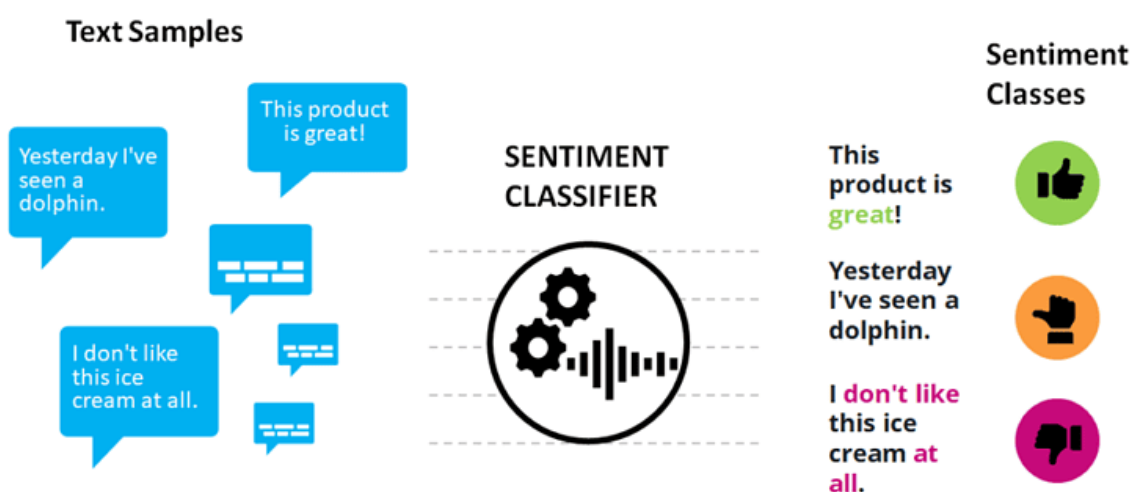 Text Samples
This product
is great!
Yesterday I've
seen a
dolphin.
I don't like
this ice
cream at all.
SENTIMENT
CLASSIFIER
Sentiment
Classes
This
product is
great!
Yesterday
I've seen a
dolphin.
I don't like
this ice
cream at
all.